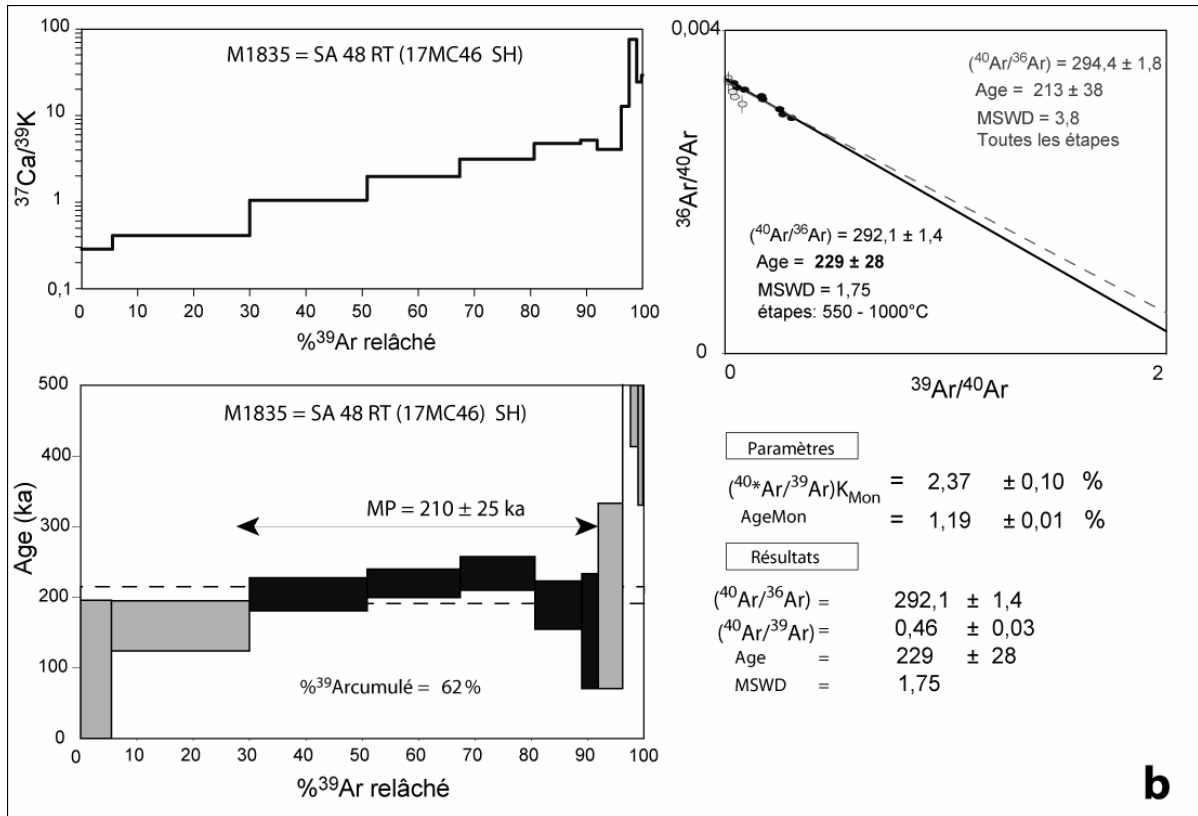 100
10
1
0,1
³⁷Ca/³⁹K
M1835 = SA 48 RT (17MC46 SH)
0 10 20 30 40 50 60 70 80 90 100
%³⁹Ar relâché
0,004
0
³⁶Ar/⁴⁰Ar
(⁴⁰Ar/³⁶Ar) = 294,4 ± 1,8
Age = 213 ± 38
MSWD = 3,8
Toutes les étapes
(⁴⁰Ar/³⁶Ar) = 292,1 ± 1,4
Age = 229 ± 28
MSWD = 1,75
étapes: 550 - 1000°C
0 2
³⁹Ar/⁴⁰Ar
500
400
300
200
100
0
Age (ka)
M1835 = SA 48 RT (17MC46) SH)
MP = 210 ± 25 ka
%³⁹Arcumulé = 62%
0 10 20 30 40 50 60 70 80 90 100
%³⁹Ar relâché
Paramètres
(⁴⁰*Ar/³⁹Ar)K Mon = 2,37 ± 0,10 %
AgeMon = 1,19 ± 0,01 %
Résultats
(⁴⁰Ar/³⁶Ar) = 292,1 ± 1,4
(⁴⁰Ar/³⁹Ar) = 0,46 ± 0,03
Age = 229 ± 28
MSWD = 1,75
b